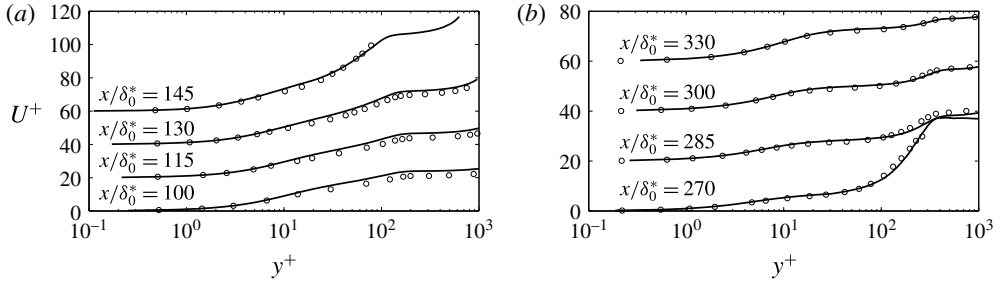 (a)
120
100
80
60
40
20
0
U⁺
x/δ₀* = 145
x/δ₀* = 130
x/δ₀* = 115
x/δ₀* = 100
10⁻¹ 10⁰ 10¹ 10² 10³
y⁺
(b)
80
60
40
20
0
x/δ₀* = 330
x/δ₀* = 300
x/δ₀* = 285
x/δ₀* = 270
10⁻¹ 10⁰ 10¹ 10² 10³
y⁺